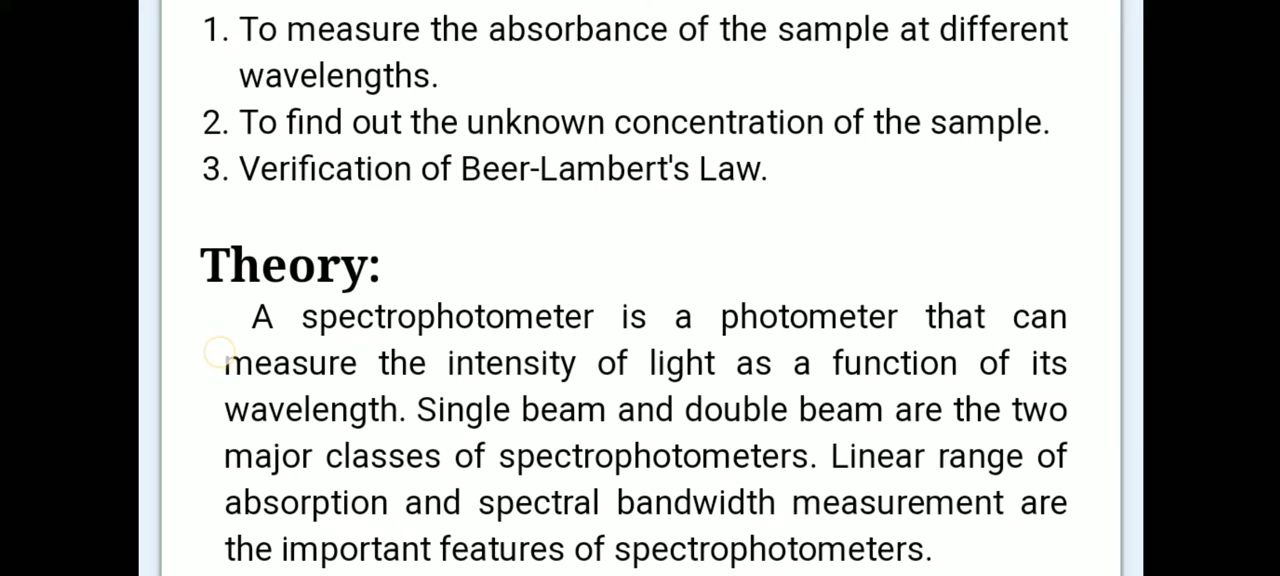 1. To measure the absorbance of the sample at different
wavelengths.
2. To find out the unknown concentration of the sample.
3. Verification of Beer-Lambert's Law.
Theory:
A spectrophotometer is a photometer that can
measure the intensity of light as a function of its
wavelength. Single beam and double beam are the two
major classes of spectrophotometers. Linear range of
absorption and spectral bandwidth measurement are
the important features of spectrophotometers.